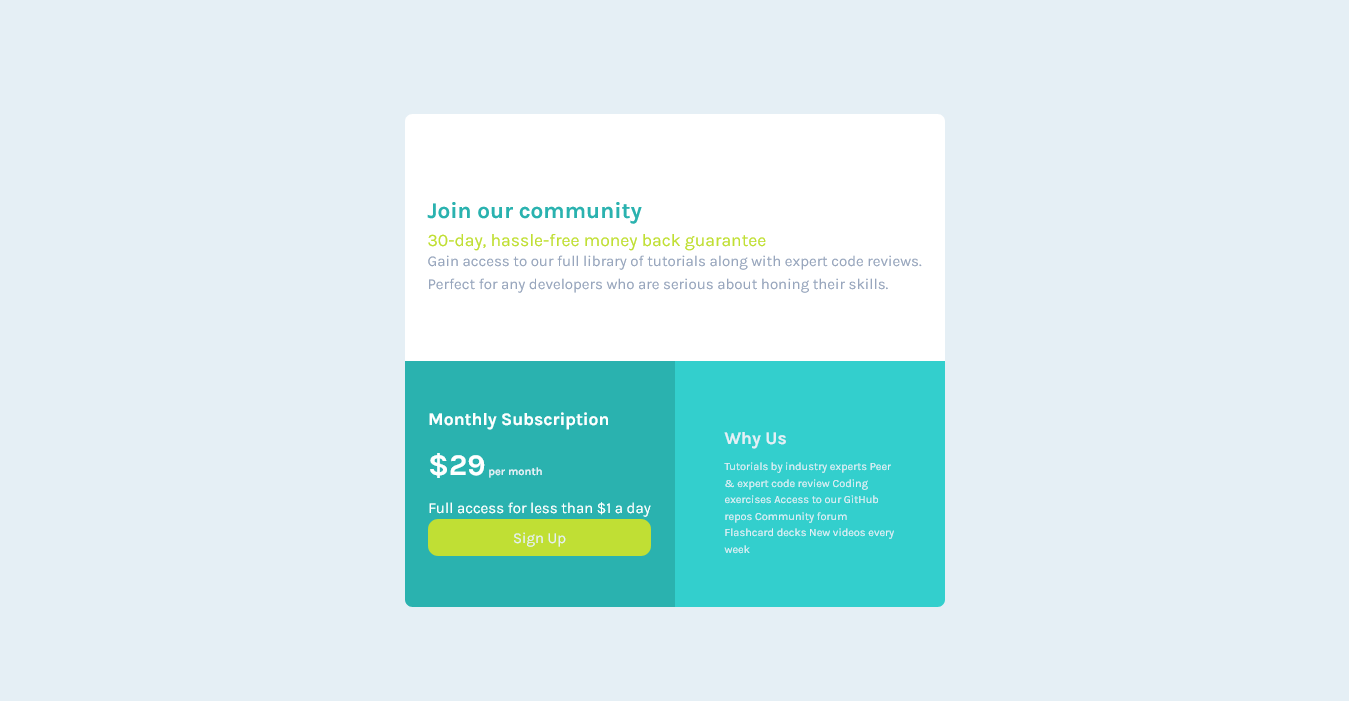 Join our community
30-day, hassle-free money back guarantee
Gain access to our full library of tutorials along with expert code reviews.
Perfect for any developers who are serious about honing their skills.
Monthly Subscription
$29 per month
Full access for less than $1 a day
Sign Up
Why Us
Tutorials by industry experts Peer
& expert code review Coding
exercises Access to our GitHub
repos Community forum
Flashcard decks New videos every
week